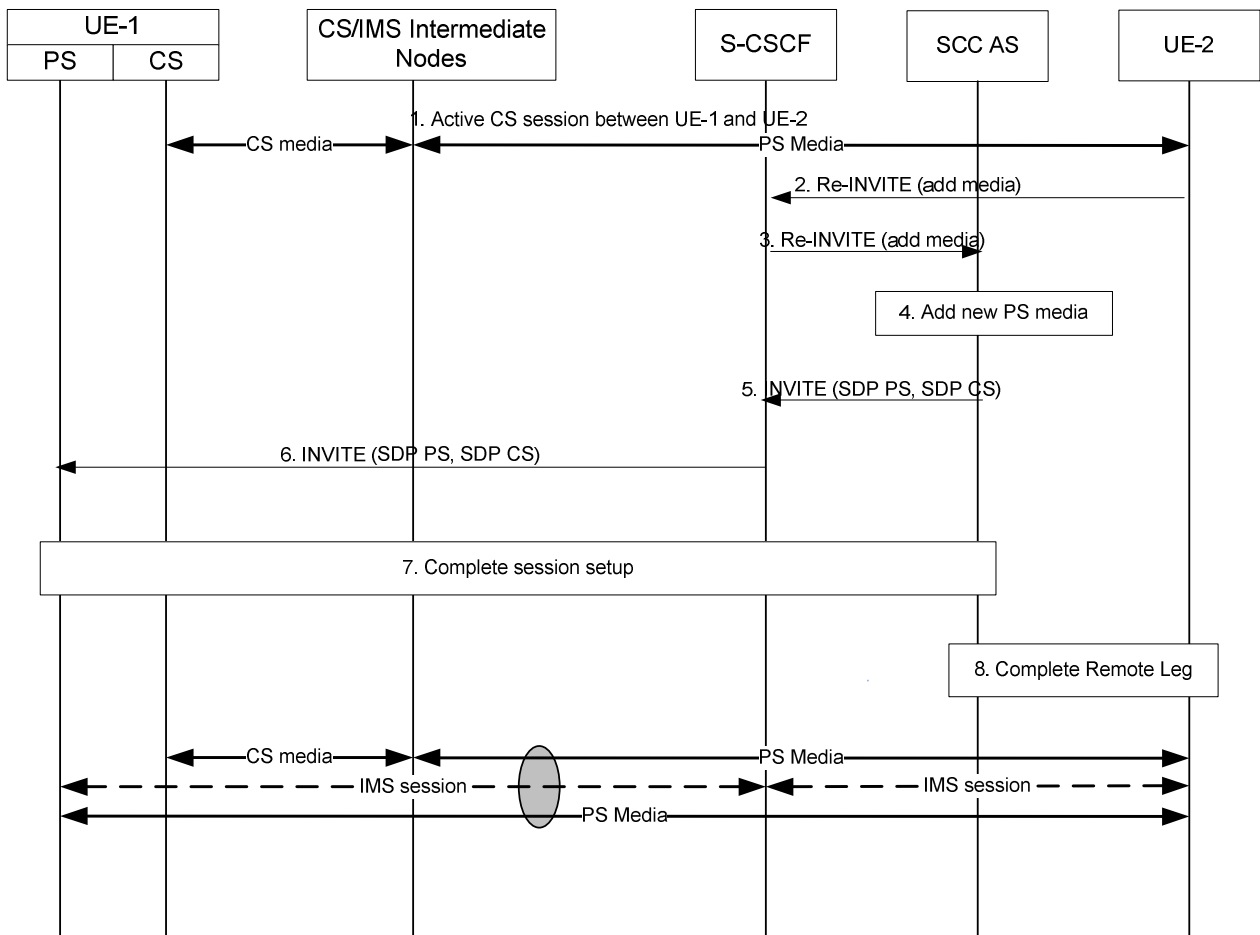 UE-1
PS
CS
CS/IMS Intermediate
Nodes
S-CSCF
SCC AS
UE-2
1. Active CS session between UE-1 and UE-2
CS media
PS Media
2. Re-INVITE (add media)
3. Re-INVITE (add media)
4. Add new PS media
5. INVITE (SDP PS, SDP CS)
6. INVITE (SDP PS, SDP CS)
7. Complete session setup
8. Complete Remote Leg
CS media
PS Media
IMS session
IMS session
PS Media